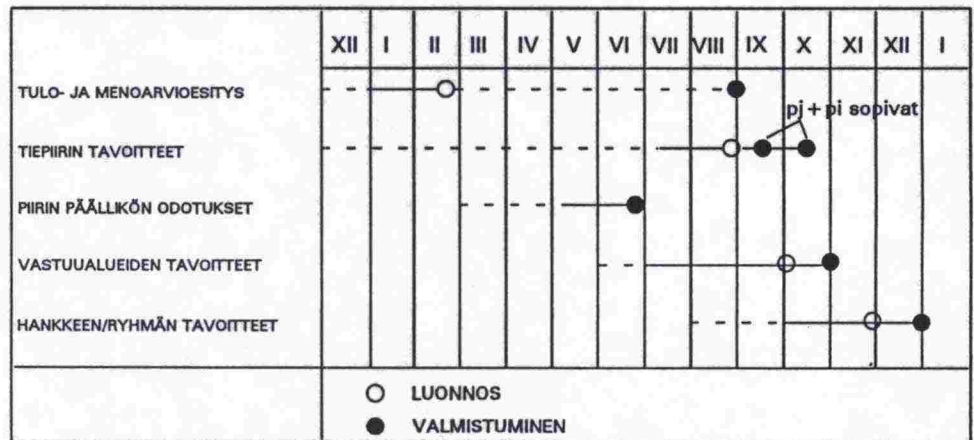 XII I II III IV V VI VII VIII IX X XI XII I
TULO- JA MENOARVIOESITYS
pj + pi sopivat
TIEPIIRIN TAVOITTEET
PIIRIN PÄÄLLIKÖN ODOTUKSET
VASTUUALUEIDEN TAVOITTEET
HANKKEEN/RYHMÄN TAVOITTEET
LUONNOS
VALMISTUMINEN